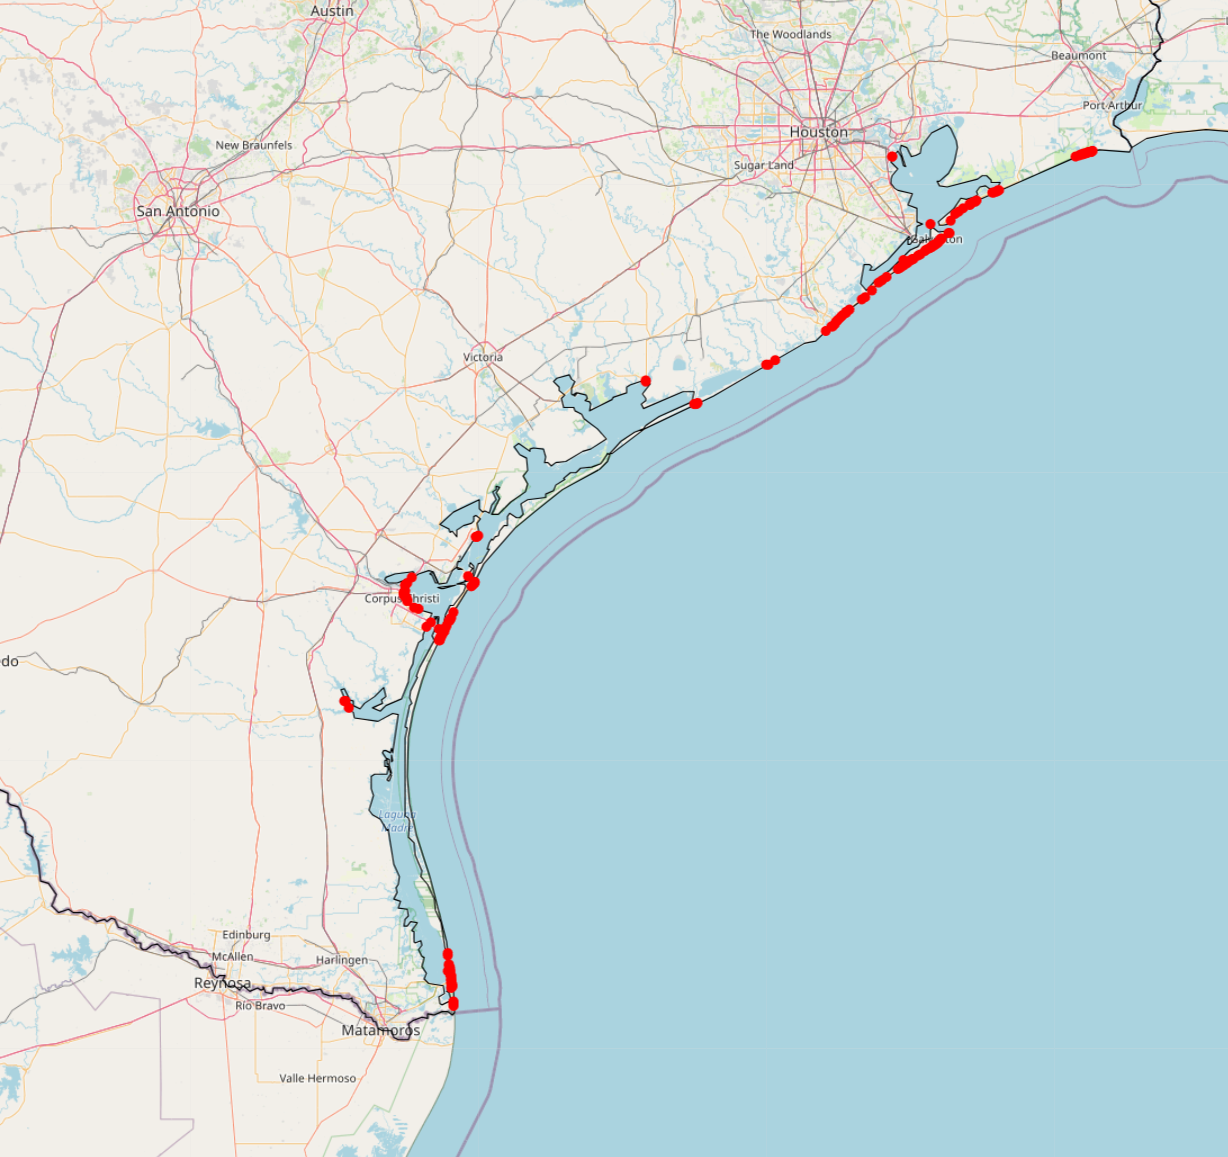 Austin
The Woodlands
Beaumont
Port Arthur
Houston
New Braunfels
Sugar Land
San Antonio
Victoria
Corpus Christi
do
Laguna
Madre
Edinburg
McAllen
Harlingen
Reynosa
Río Bravo
Matamoros
Valle Hermoso